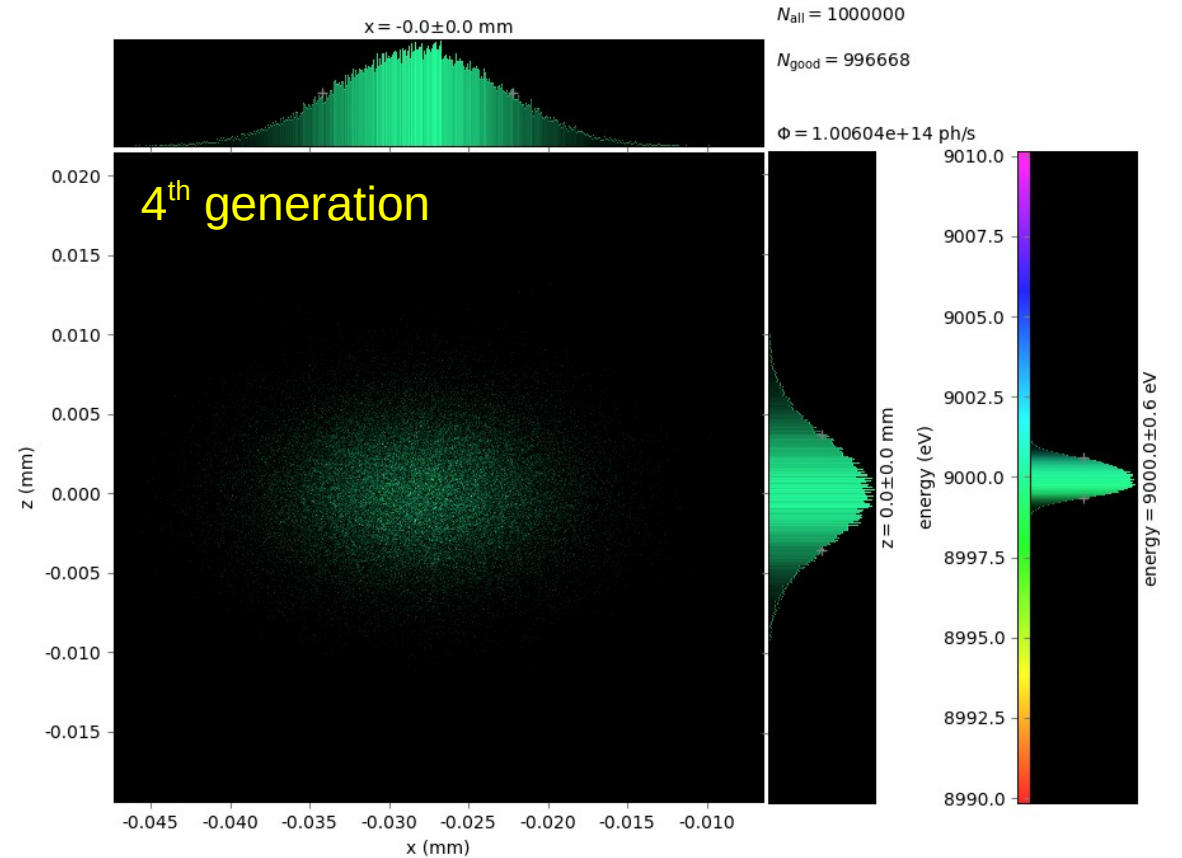 x = -0.0±0.0 mm
N_all = 1000000
N_good = 996668
Φ = 1.00604e+14 ph/s
4th generation
z (mm)
0.020
0.015
0.010
0.005
0.000
-0.005
-0.010
-0.015
-0.045 -0.040 -0.035 -0.030 -0.025 -0.020 -0.015 -0.010
x (mm)
z = 0.0±0.0 mm
energy (eV)
9010.0
9007.5
9005.0
9002.5
9000.0
8997.5
8995.0
8992.5
8990.0
energy = 9000.0±0.6 eV